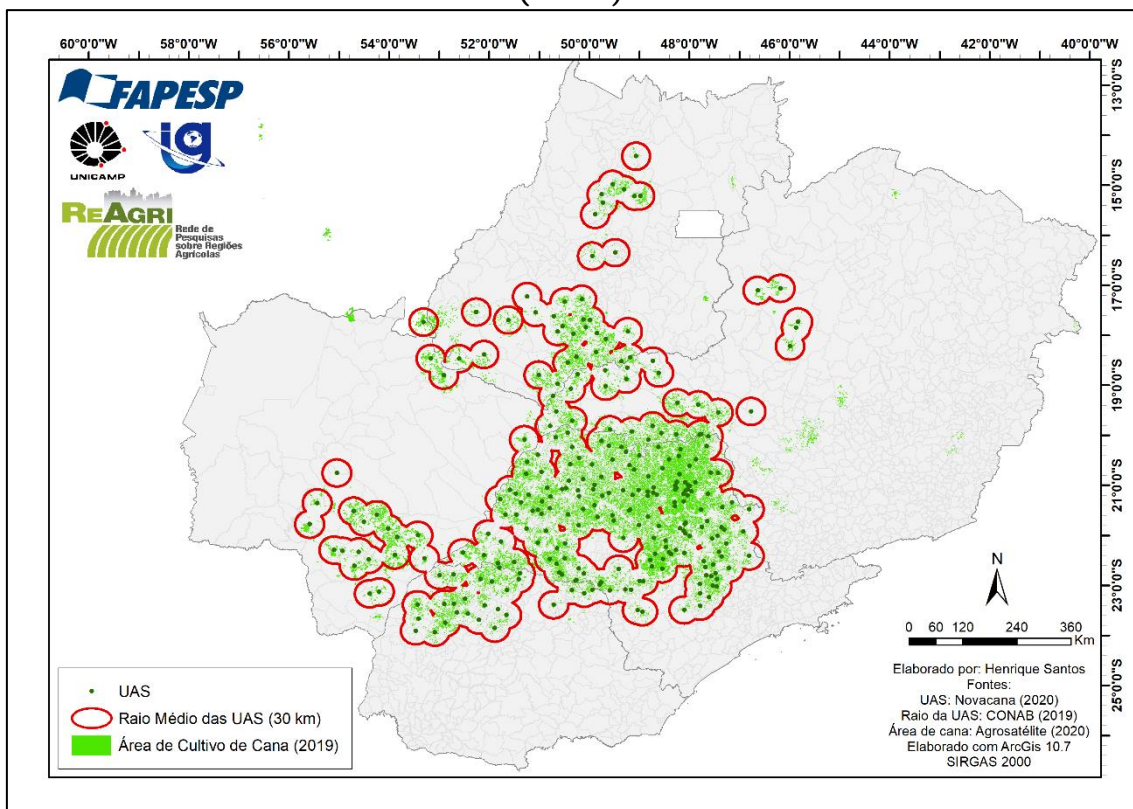 60°0'0"W 58°0'0"W 56°0'0"W 54°0'0"W 52°0'0"W 50°0'0"W 48°0'0"W 46°0'0"W 44°0'0"W 42°0'0"W 40°0'0"W
13°0'0"S
15°0'0"S
17°0'0"S
19°0'0"S
21°0'0"S
23°0'0"S
25°0'0"S
FAPESP
UNICAMP
ig
REAGRI
Rede de
Pesquisas
sobre Regiões
Agrícolas
N
0 60 120 240 360
Km
UAS
Raio Médio das UAS (30 km)
Área de Cultivo de Cana (2019)
Elaborado por: Henrique Santos
Fontes:
UAS: Novacana (2020)
Raio da UAS: CONAB (2019)
Área de cana: Agrosatélite (2020)
Elaborado com ArcGis 10.7
SIRGAS 2000